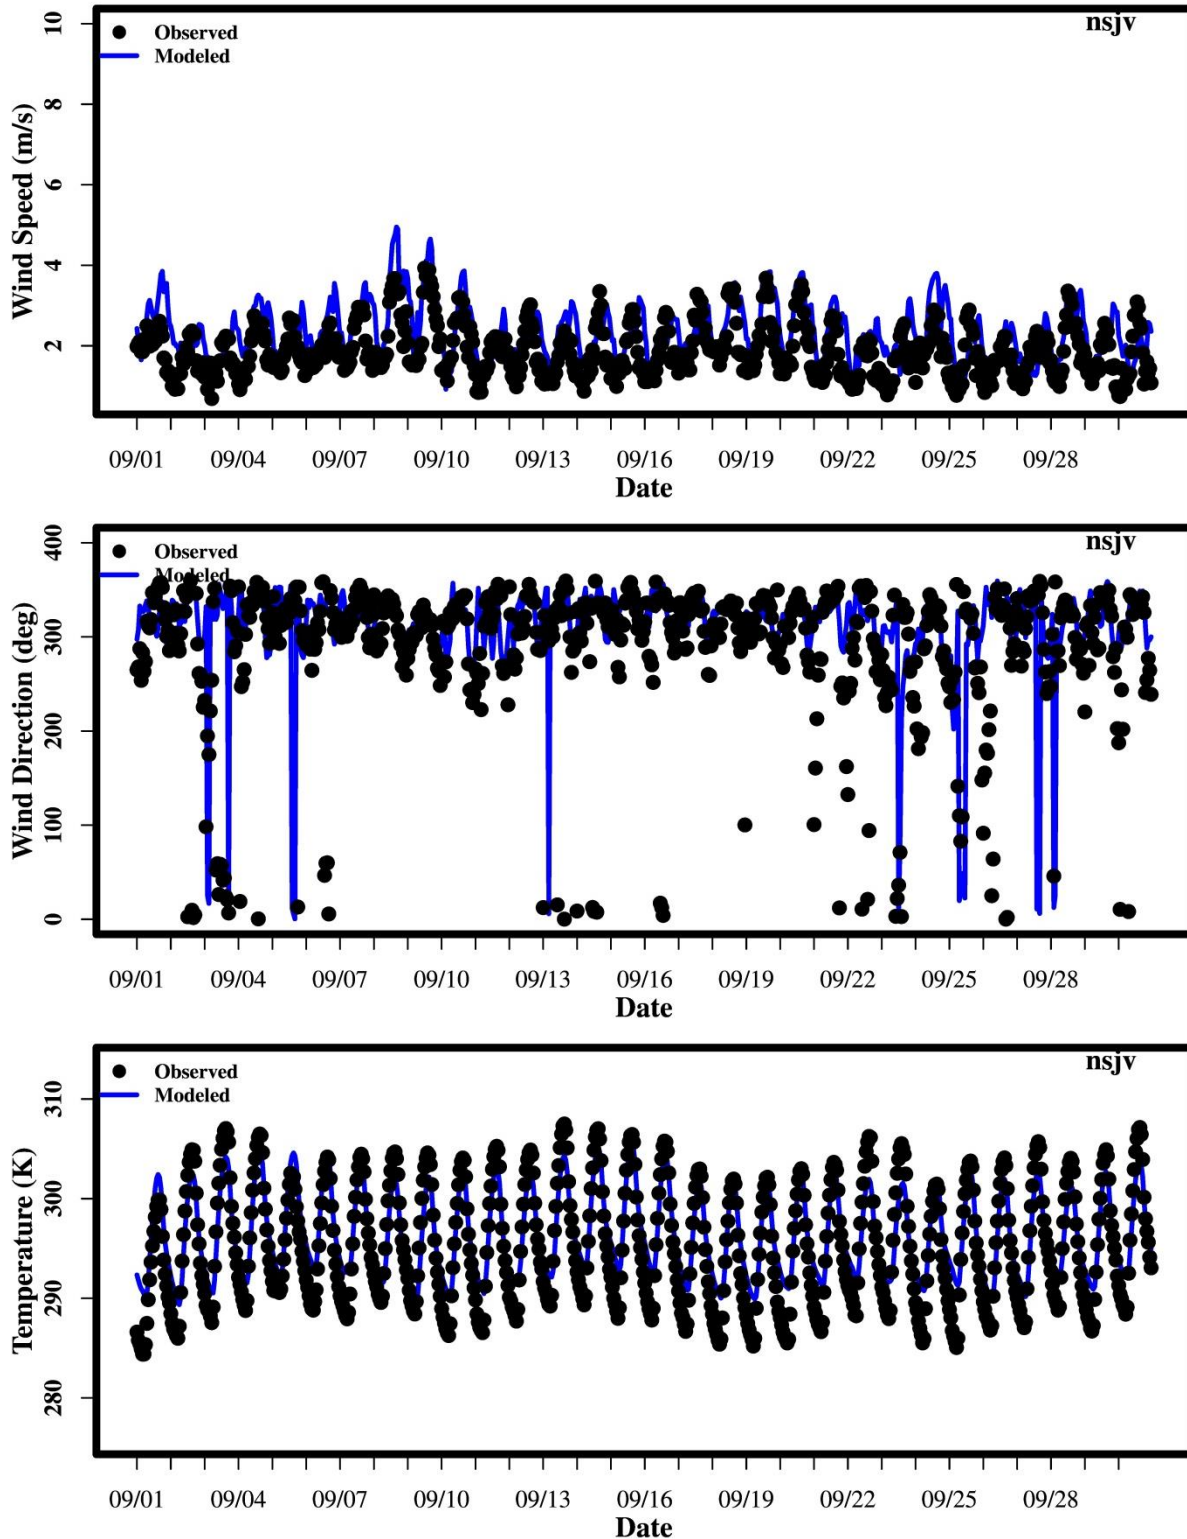 nsjv
Observed
Modeled
Wind Speed (m/s)
10
8
6
4
2
09/01 09/04 09/07 09/10 09/13 09/16 09/19 09/22 09/25 09/28
Date
nsjv
Observed
Modeled
Wind Direction (deg)
400
300
200
100
0
09/01 09/04 09/07 09/10 09/13 09/16 09/19 09/22 09/25 09/28
Date
nsjv
Observed
Modeled
Temperature (K)
310
300
290
280
09/01 09/04 09/07 09/10 09/13 09/16 09/19 09/22 09/25 09/28
Date